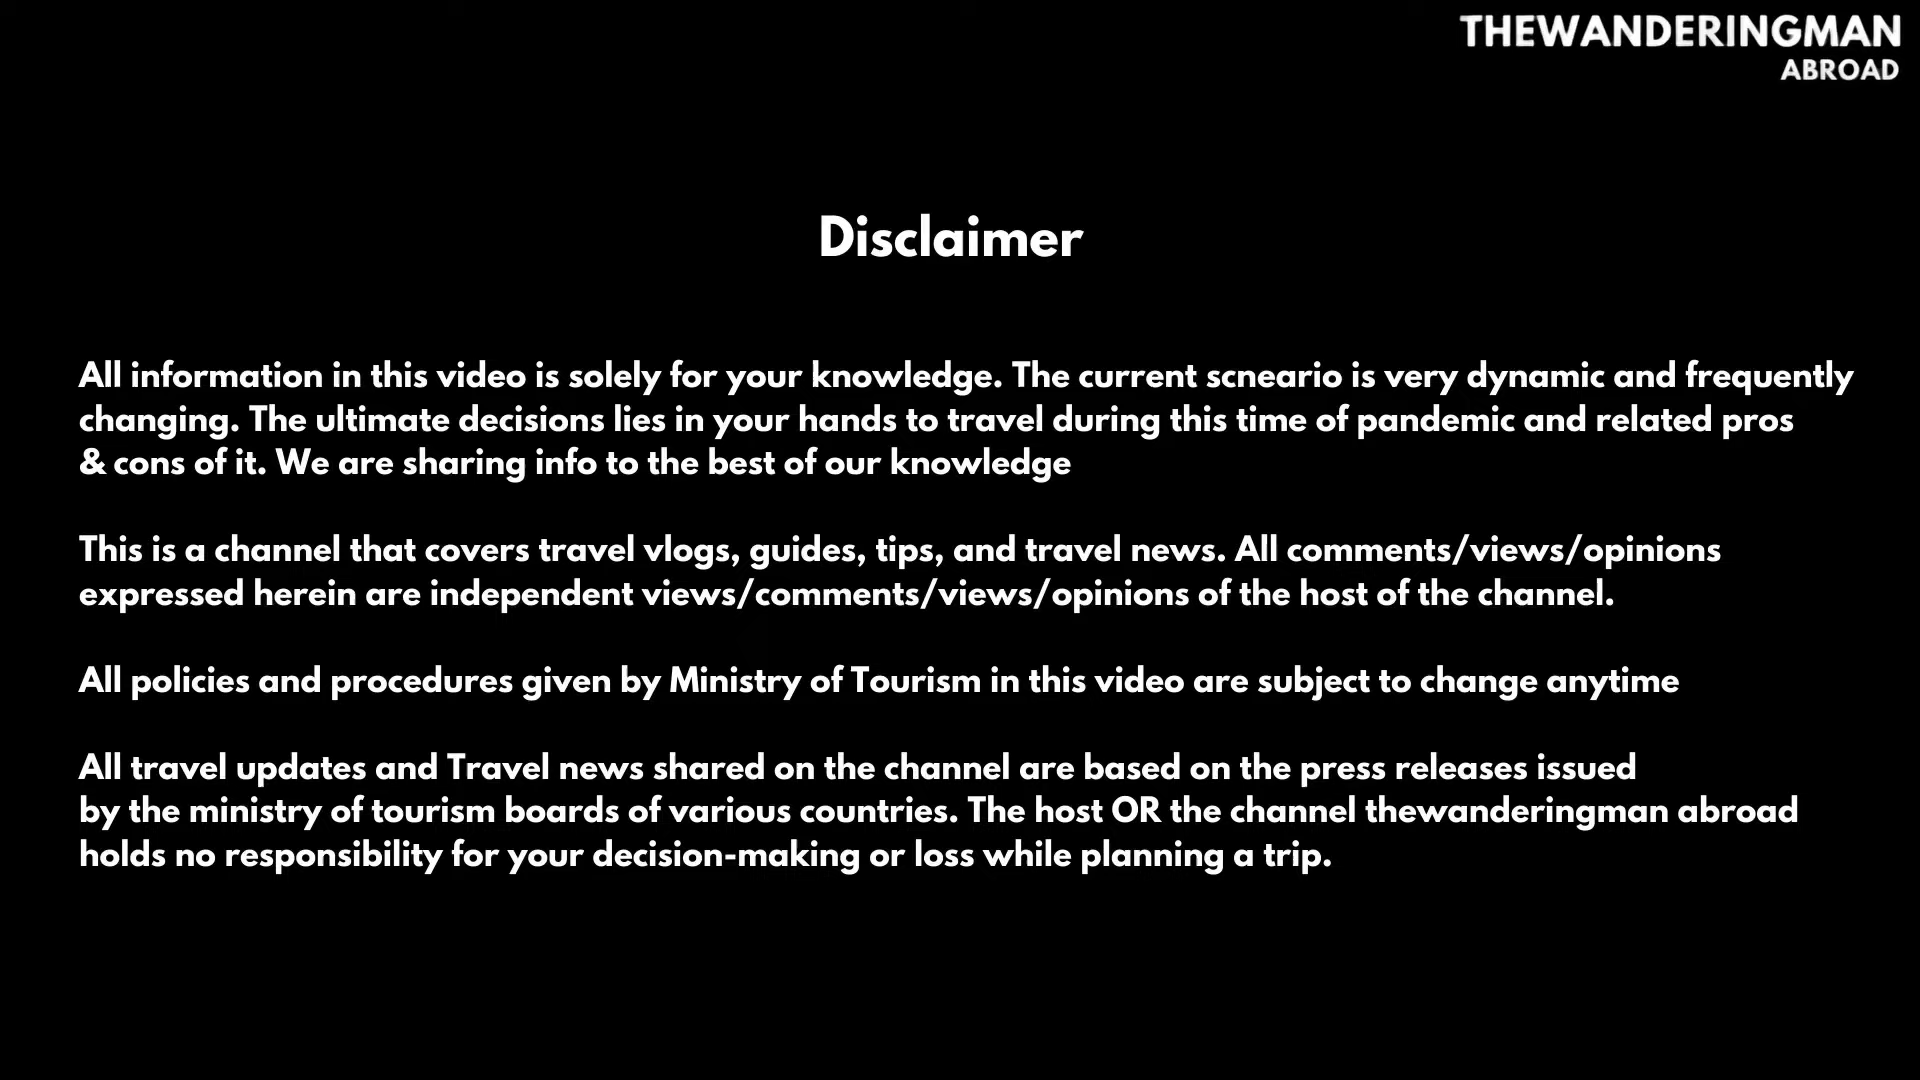 THEWANDERINGMAN
ABROAD
Disclaimer
All information in this video is solely for your knowledge. The current scneario is very dynamic and frequently
changing. The ultimate decisions lies in your hands to travel during this time of pandemic and related pros
& cons of it. We are sharing info to the best of our knowledge
This is a channel that covers travel vlogs, guides, tips, and travel news. All comments/views/opinions
expressed herein are independent views/comments/views/opinions of the host of the channel.
All policies and procedures given by Ministry of Tourism in this video are subject to change anytime
All travel updates and Travel news shared on the channel are based on the press releases issued
by the ministry of tourism boards of various countries. The host OR the channel thewanderingman abroad
holds no responsibility for your decision-making or loss while planning a trip.